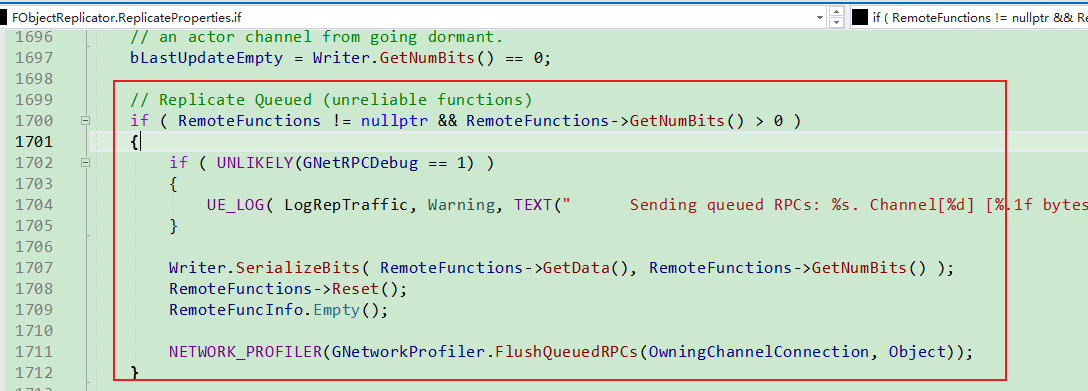 FObjectReplicator.ReplicateProperties.if
if ( RemoteFunctions != nullptr && Re
1696 // an actor channel from going dormant.
1697 bLastUpdateEmpty = Writer.GetNumBits() == 0;
1698
1699 // Replicate Queued (unreliable functions)
1700 if ( RemoteFunctions != nullptr && RemoteFunctions->GetNumBits() > 0 )
1701 {
1702 if ( UNLIKELY(GNetRPCDebug == 1) )
1703 {
1704 UE_LOG( LogRepTraffic, Warning, TEXT(" Sending queued RPCs: %s. Channel[%d] [%.1f bytes
1705 }
1706
1707 Writer.SerializeBits( RemoteFunctions->GetData(), RemoteFunctions->GetNumBits() );
1708 RemoteFunctions->Reset();
1709 RemoteFuncInfo.Empty();
1710
1711 NETWORK_PROFILER(GNetworkProfiler.FlushQueuedRPCs(OwningChannelConnection, Object));
1712 }